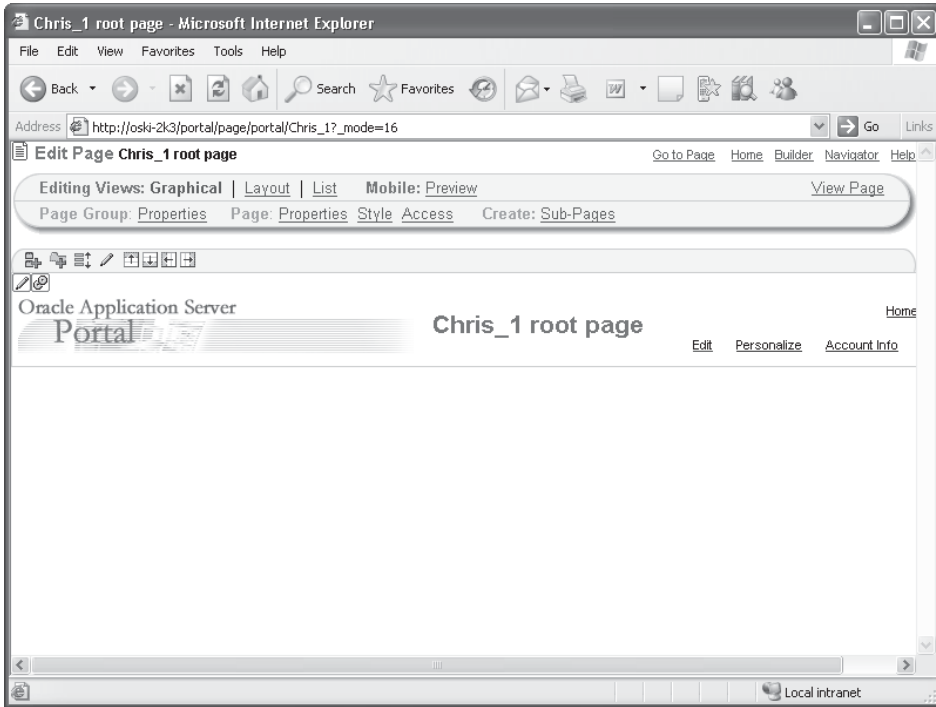 Chris_1 root page - Microsoft Internet Explorer
File Edit View Favorites Tools Help
Back Search Favorites
Address http://oski-2k3/portal/page/portal/Chris_1?_mode=16 Go Links
Edit Page Chris_1 root page Go to Page Home Builder Navigator Help
Editing Views: Graphical | Layout | List Mobile: Preview View Page
Page Group: Properties Page: Properties Style Access Create: Sub-Pages
Oracle Application Server
Portal
Chris_1 root page
Home
Edit Personalize Account Info
Local intranet